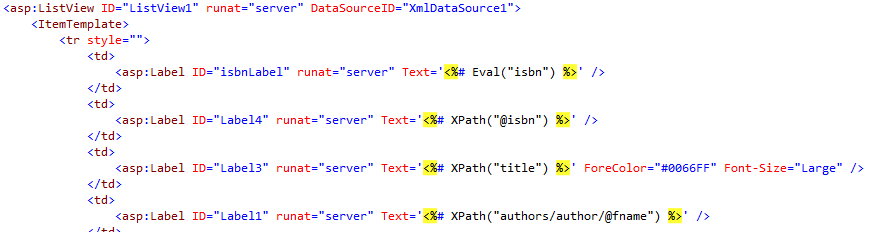 <asp:ListView ID="ListView1" runat="server" DataSourceID="XmlDataSource1">
<ItemTemplate>
<tr style="">
<td>
<asp:Label ID="isbnLabel" runat="server" Text='<%# Eval("isbn") %>' />
</td>
<td>
<asp:Label ID="Label4" runat="server" Text='<%# XPath("@isbn") %>' />
</td>
<td>
<asp:Label ID="Label3" runat="server" Text='<%# XPath("title") %>' ForeColor="#0066FF" Font-Size="Large" />
</td>
<td>
<asp:Label ID="Label1" runat="server" Text='<%# XPath("authors/author/@fname") %>' />
</td>